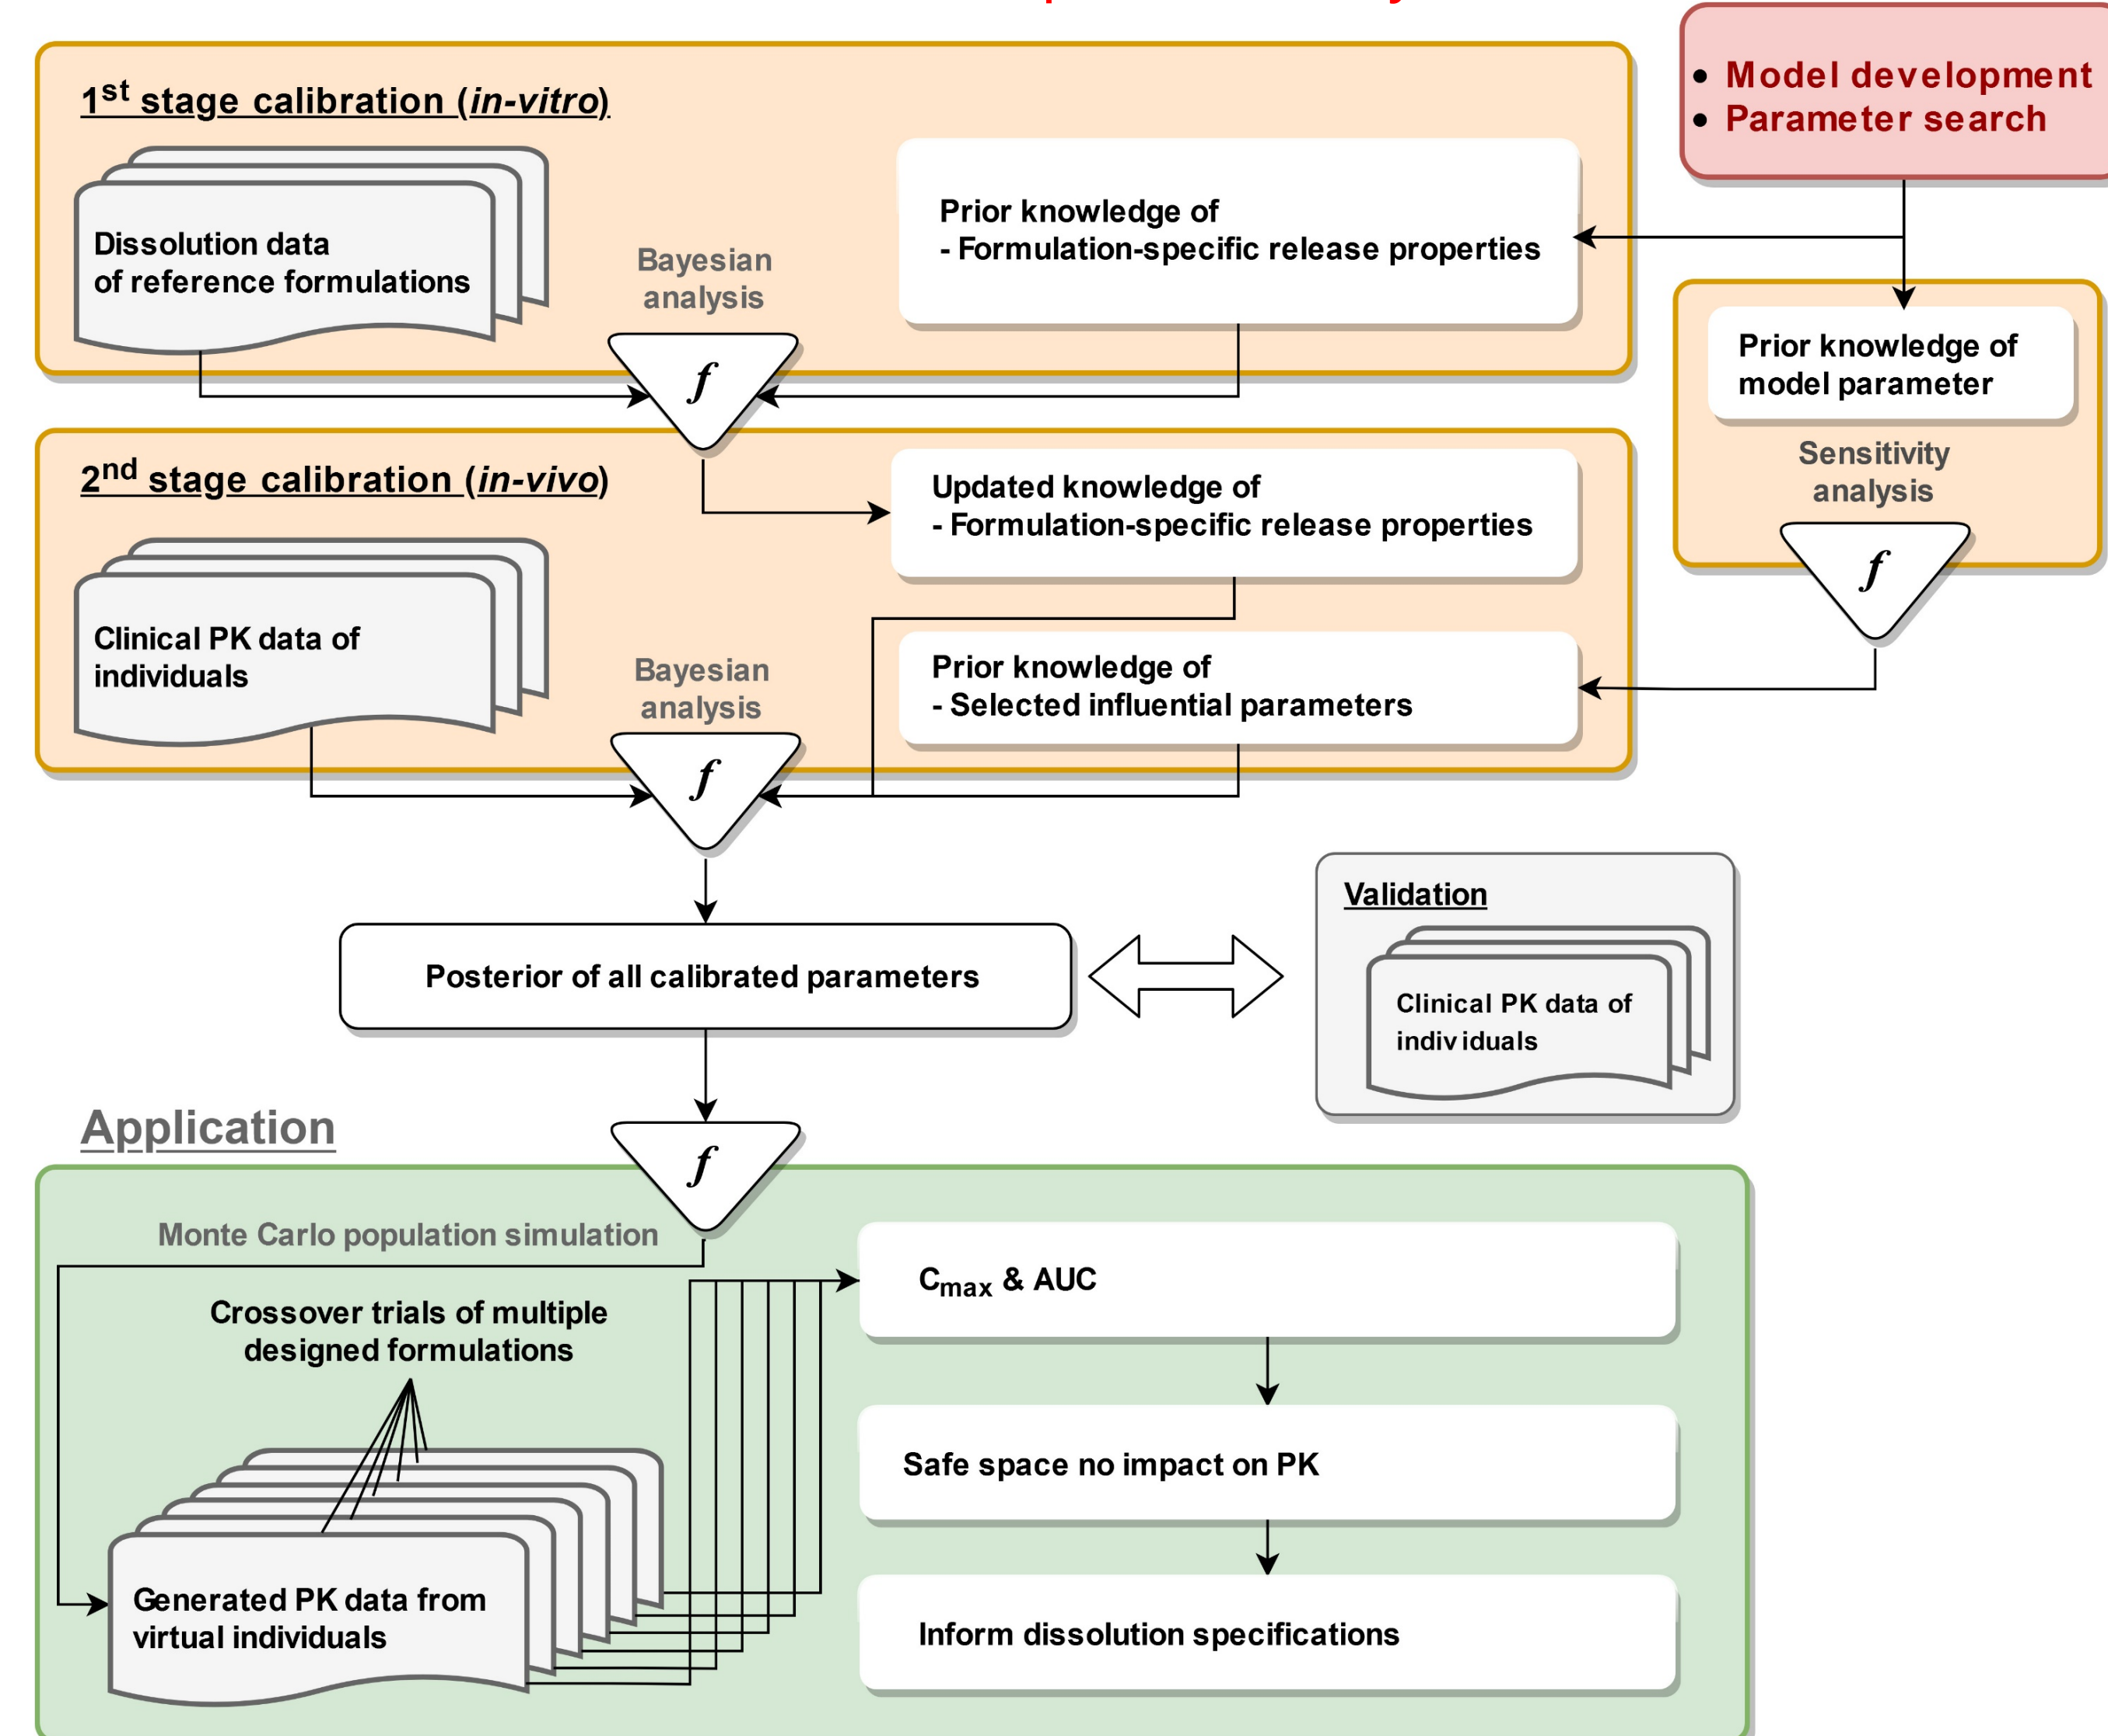 1st stage calibration (in-vitro)
• Model development
• Parameter search
Dissolution data
of reference formulations
Bayesian
analysis
f
Prior knowledge of
- Formulation-specific release properties
Prior knowledge of
model parameter
Sensitivity
analysis
f
2nd stage calibration (in-vivo)
Updated knowledge of
- Formulation-specific release properties
Clinical PK data of
individuals
Bayesian
analysis
f
Prior knowledge of
- Selected influential parameters
Posterior of all calibrated parameters
Validation
Clinical PK data of
individuals
Application
f
Monte Carlo population simulation
Crossover trials of multiple
designed formulations
Generated PK data from
virtual individuals
Cmax & AUC
Safe space no impact on PK
Inform dissolution specifications